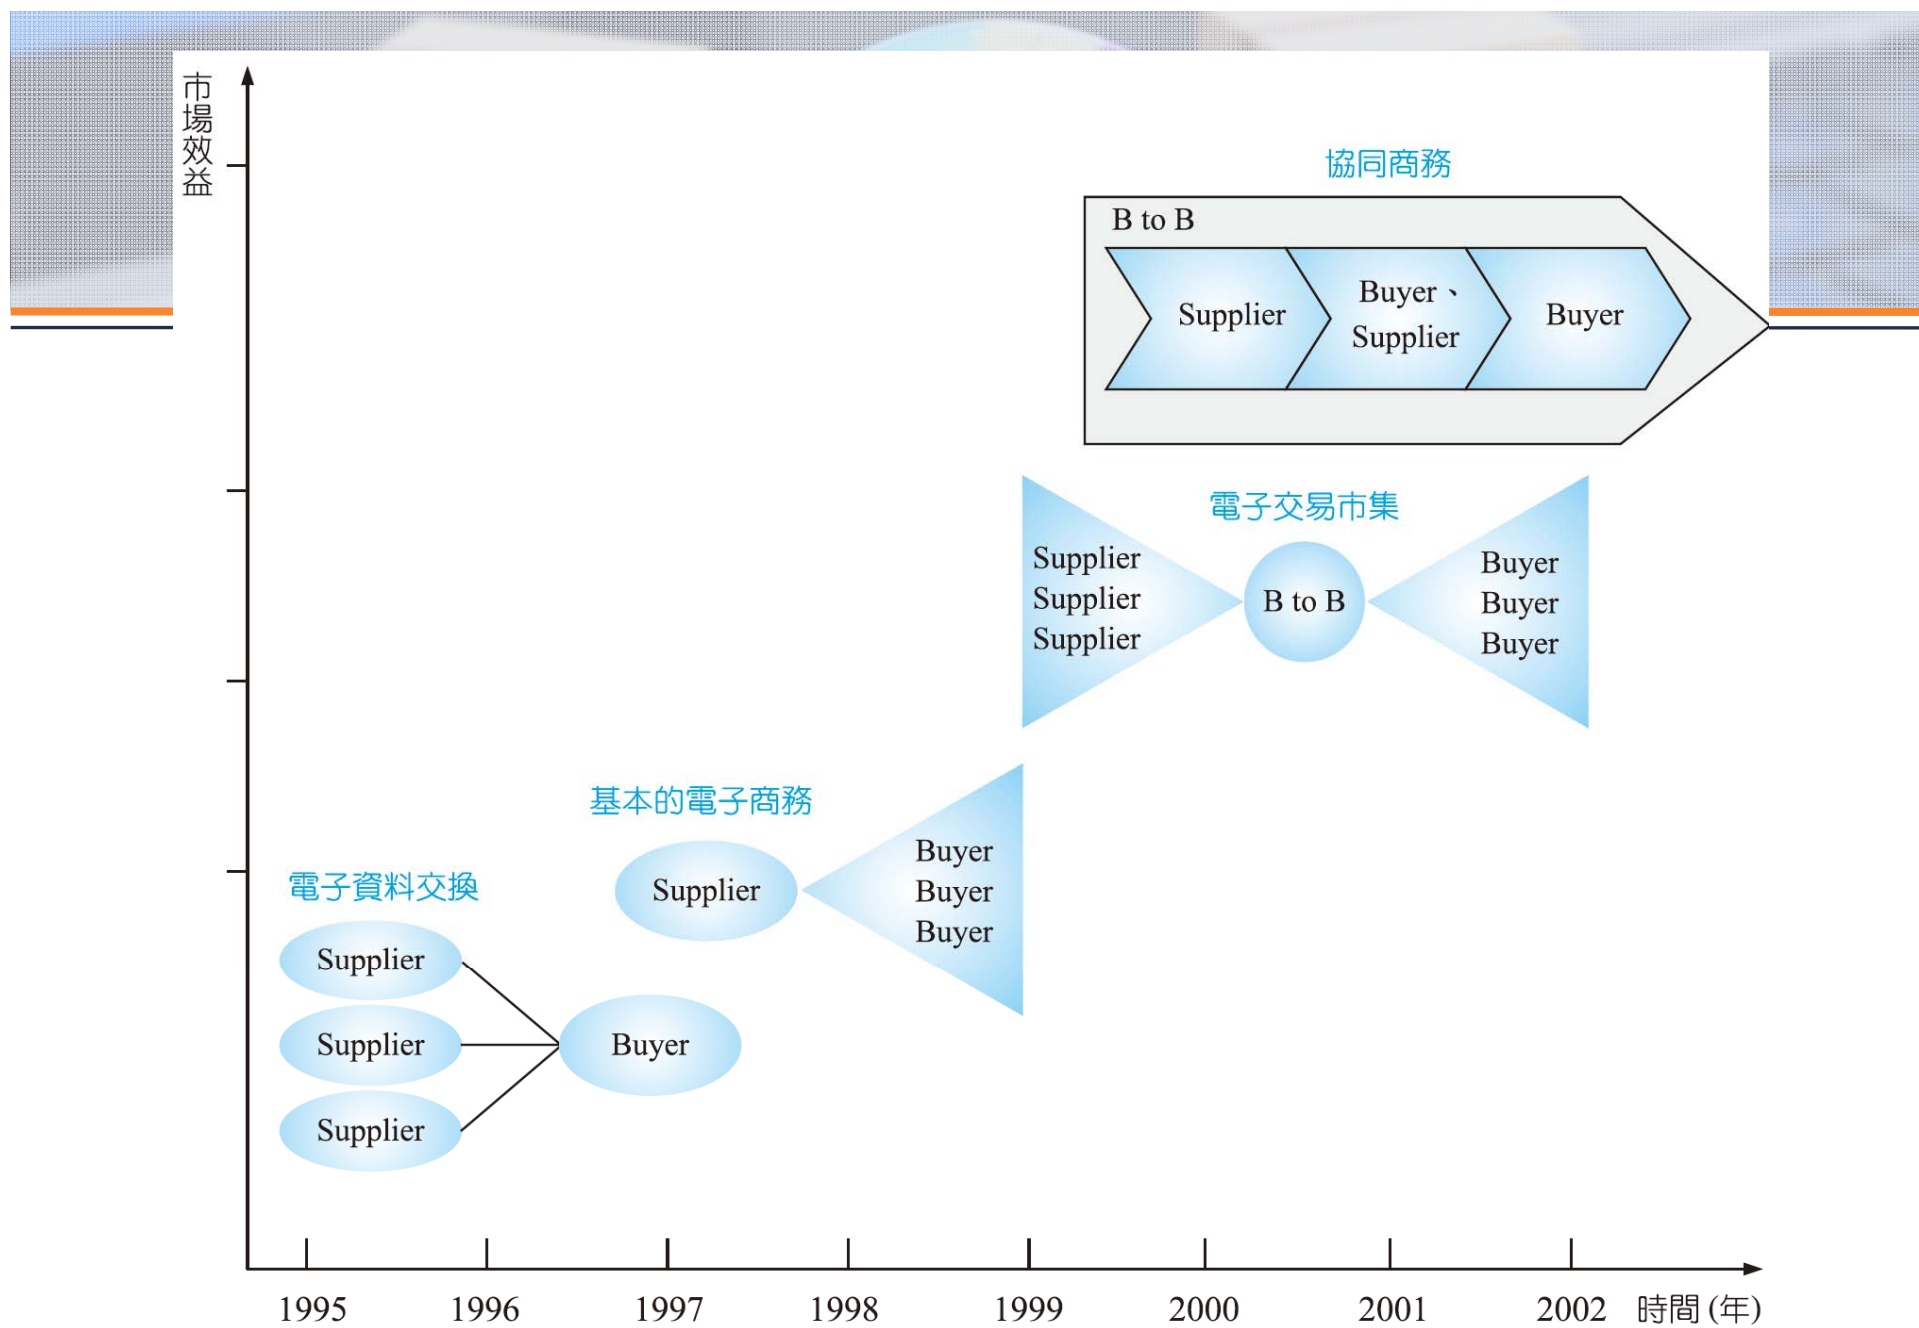 市場效益
協同商務
B to B
Supplier
Buyer、
Supplier
Buyer
電子交易市集
Supplier
Supplier
Supplier
B to B
Buyer
Buyer
Buyer
基本的電子商務
Supplier
Buyer
Buyer
Buyer
電子資料交換
Supplier
Supplier
Supplier
Buyer
1995 1996 1997 1998 1999 2000 2001 2002 時間 (年)